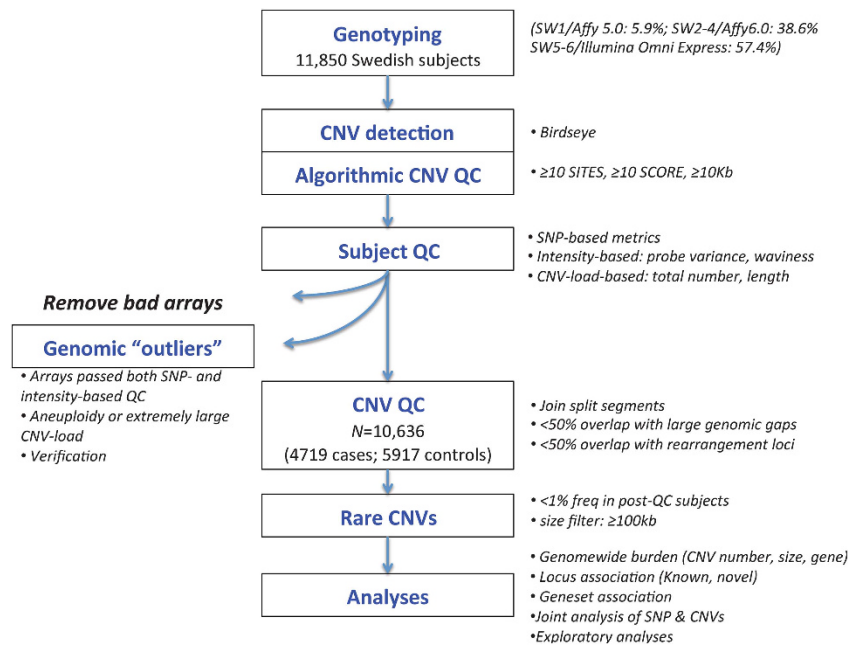 Genotyping
11,850 Swedish subjects
(SW1/Affy 5.0: 5.9%; SW2-4/Affy6.0: 38.6%
SW5-6/Illumina Omni Express: 57.4%)
CNV detection
• Birdseye
Algorithmic CNV QC
• ≥10 SITES, ≥10 SCORE, ≥10Kb
Subject QC
• SNP-based metrics
• Intensity-based: probe variance, waviness
• CNV-load-based: total number, length
Remove bad arrays
Genomic “outliers”
• Arrays passed both SNP- and
intensity-based QC
• Aneuploidy or extremely large
CNV-load
• Verification
CNV QC
N=10,636
(4719 cases; 5917 controls)
• Join split segments
• <50% overlap with large genomic gaps
• <50% overlap with rearrangement loci
Rare CNVs
• <1% freq in post-QC subjects
• size filter: ≥100kb
Analyses
• Genomewide burden (CNV number, size, gene)
• Locus association (Known, novel)
• Geneset association
•Joint analysis of SNP & CNVs
•Exploratory analyses